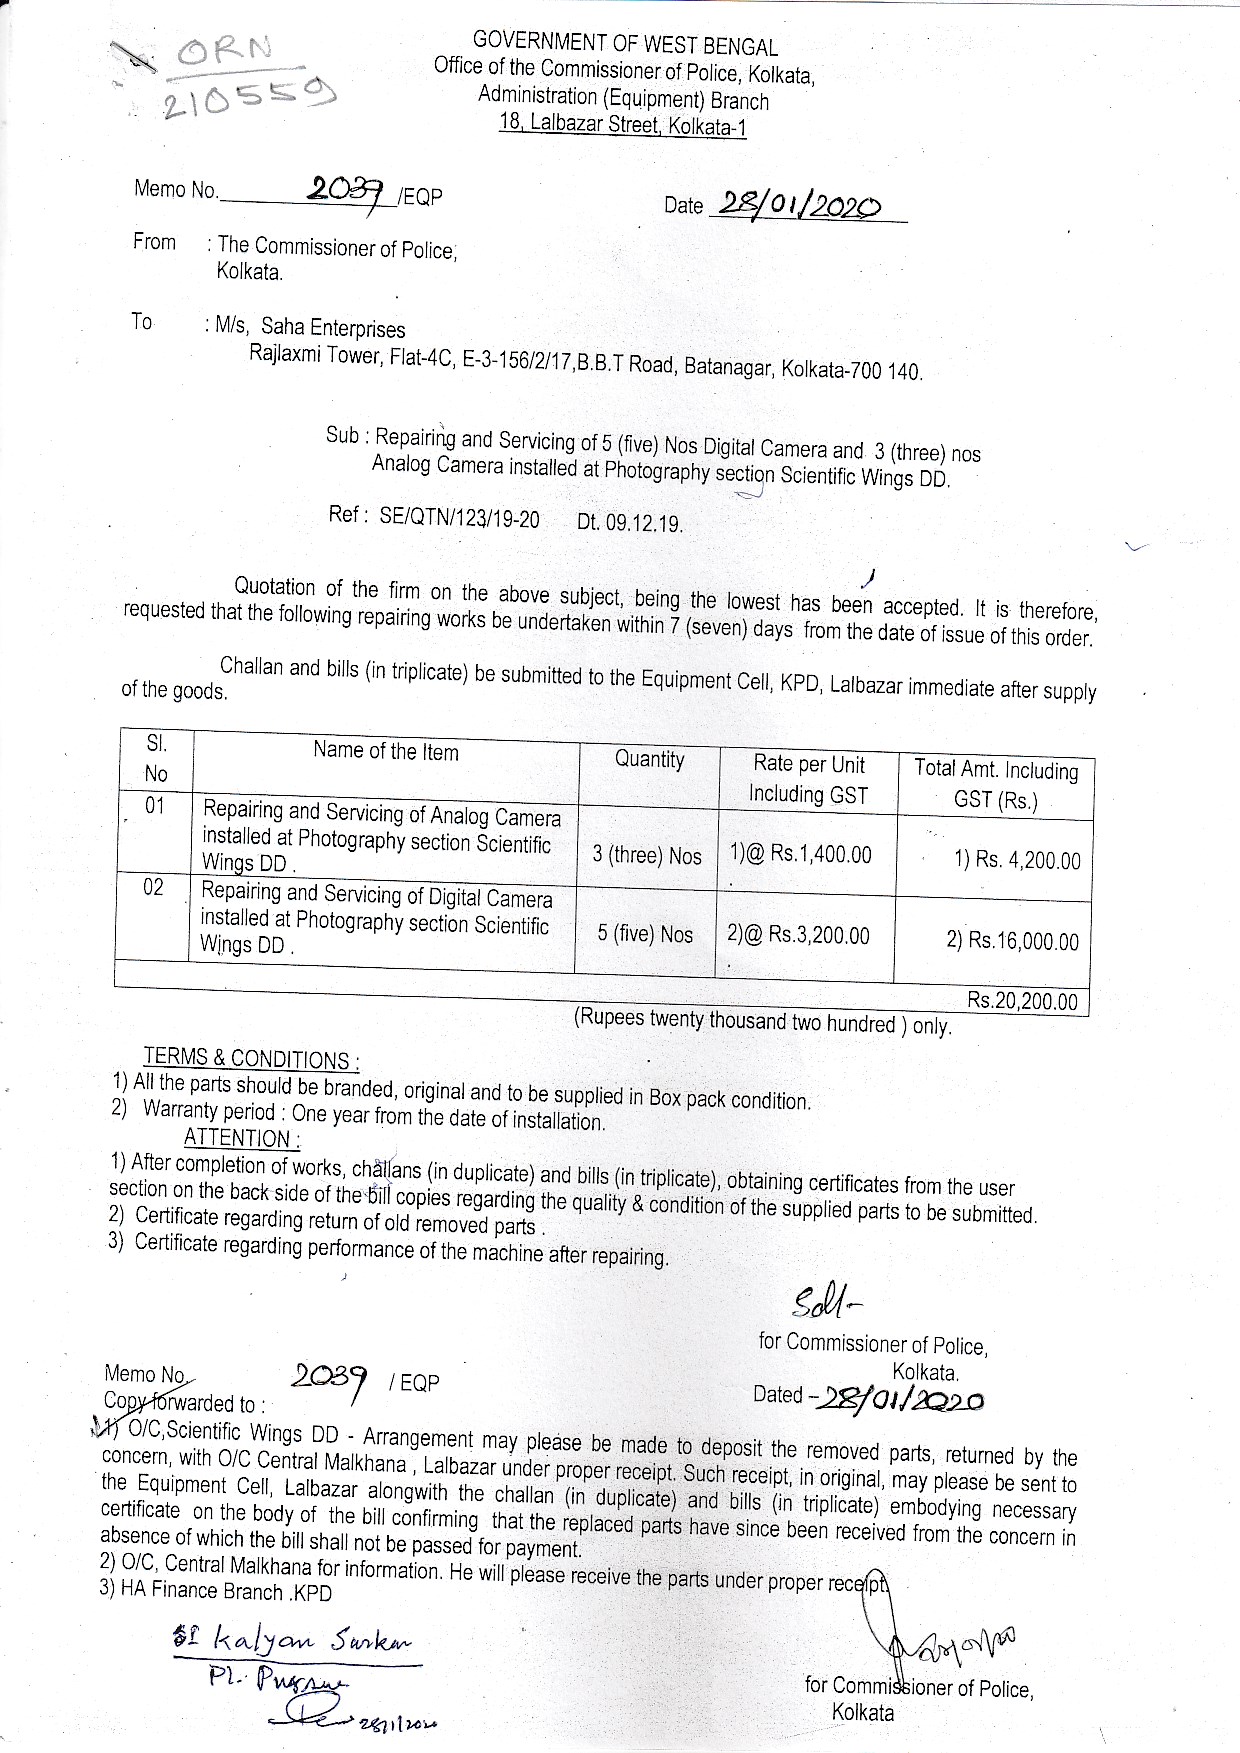 ORN
210559
GOVERNMENT OF WEST BENGAL
Office of the Commissioner of Police, Kolkata,
Administration (Equipment) Branch
18, Lalbazar Street, Kolkata-1
Memo No. 2039 /EQP
Date 28/01/2020
From : The Commissioner of Police,
Kolkata.
To : M/s, Saha Enterprises
Rajlaxmi Tower, Flat-4C, E-3-156/2/17,B.B.T Road, Batanagar, Kolkata-700 140.
Sub : Repairing and Servicing of 5 (five) Nos Digital Camera and 3 (three) nos
Analog Camera installed at Photography section Scientific Wings DD.
Ref : SE/QTN/123/19-20 Dt. 09.12.19.
Quotation of the firm on the above subject, being the lowest has been accepted. It is therefore,
requested that the following repairing works be undertaken within 7 (seven) days from the date of issue of this order.
Challan and bills (in triplicate) be submitted to the Equipment Cell, KPD, Lalbazar immediate after supply
of the goods.
Sl. No Name of the Item Quantity Rate per Unit Including GST Total Amt. Including GST (Rs.)
01 Repairing and Servicing of Analog Camera
installed at Photography section Scientific
Wings DD . 3 (three) Nos 1)@ Rs.1,400.00 1) Rs. 4,200.00
02 Repairing and Servicing of Digital Camera
installed at Photography section Scientific
Wings DD . 5 (five) Nos 2)@ Rs.3,200.00 2) Rs.16,000.00
Rs.20,200.00
(Rupees twenty thousand two hundred ) only.
TERMS & CONDITIONS :
1) All the parts should be branded, original and to be supplied in Box pack condition.
2) Warranty period : One year from the date of installation.
ATTENTION :
1) After completion of works, challans (in duplicate) and bills (in triplicate), obtaining certificates from the user
section on the back side of the bill copies regarding the quality & condition of the supplied parts to be submitted.
2) Certificate regarding return of old removed parts .
3) Certificate regarding performance of the machine after repairing.
Sd/-
for Commissioner of Police,
Kolkata.
Memo No. 2039 / EQP
Dated - 28/01/2020
Copy forwarded to :
1) O/C,Scientific Wings DD - Arrangement may please be made to deposit the removed parts, returned by the
concern, with O/C Central Malkhana , Lalbazar under proper receipt. Such receipt, in original, may please be sent to
the Equipment Cell, Lalbazar alongwith the challan (in duplicate) and bills (in triplicate) embodying necessary
certificate on the body of the bill confirming that the replaced parts have since been received from the concern in
absence of which the bill shall not be passed for payment.
2) O/C, Central Malkhana for information. He will please receive the parts under proper receipt.
3) HA Finance Branch .KPD
SI Kalyan Sarkar
Pl.
28/1/2020
for Commissioner of Police,
Kolkata